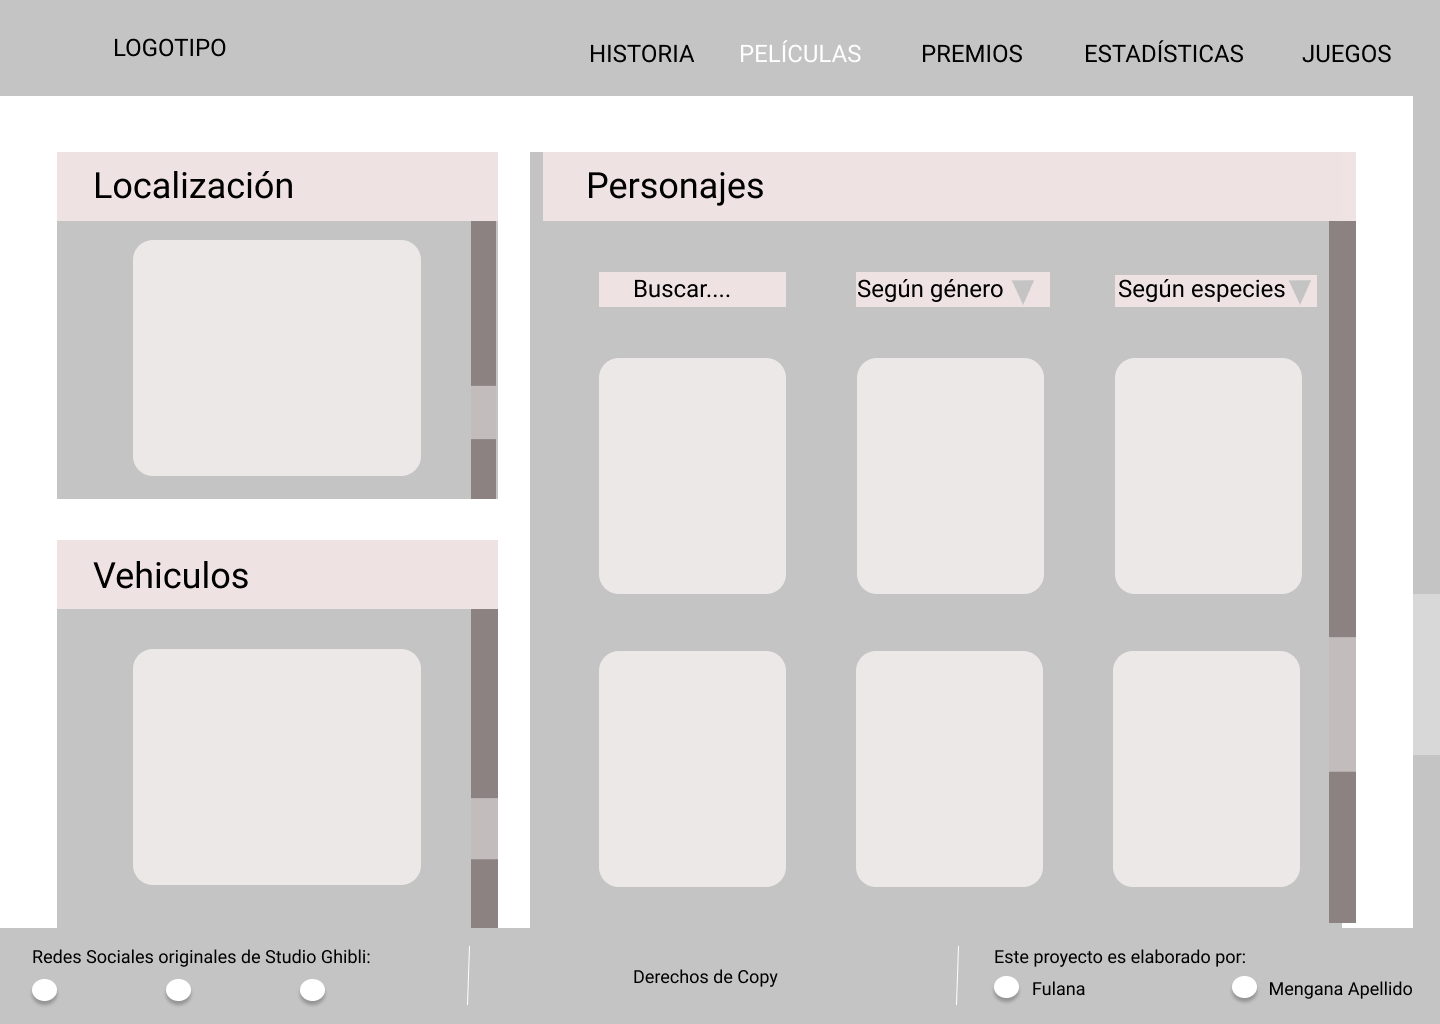 LOGOTIPO
HISTORIA
PELÍCULAS
PREMIOS
ESTADÍSTICAS
JUEGOS
Localización
Personajes
Buscar....
Según género
Según especies
Vehiculos
Redes Sociales originales de Studio Ghibli:
Derechos de Copy
Este proyecto es elaborado por:
Fulana
Mengana Apellido